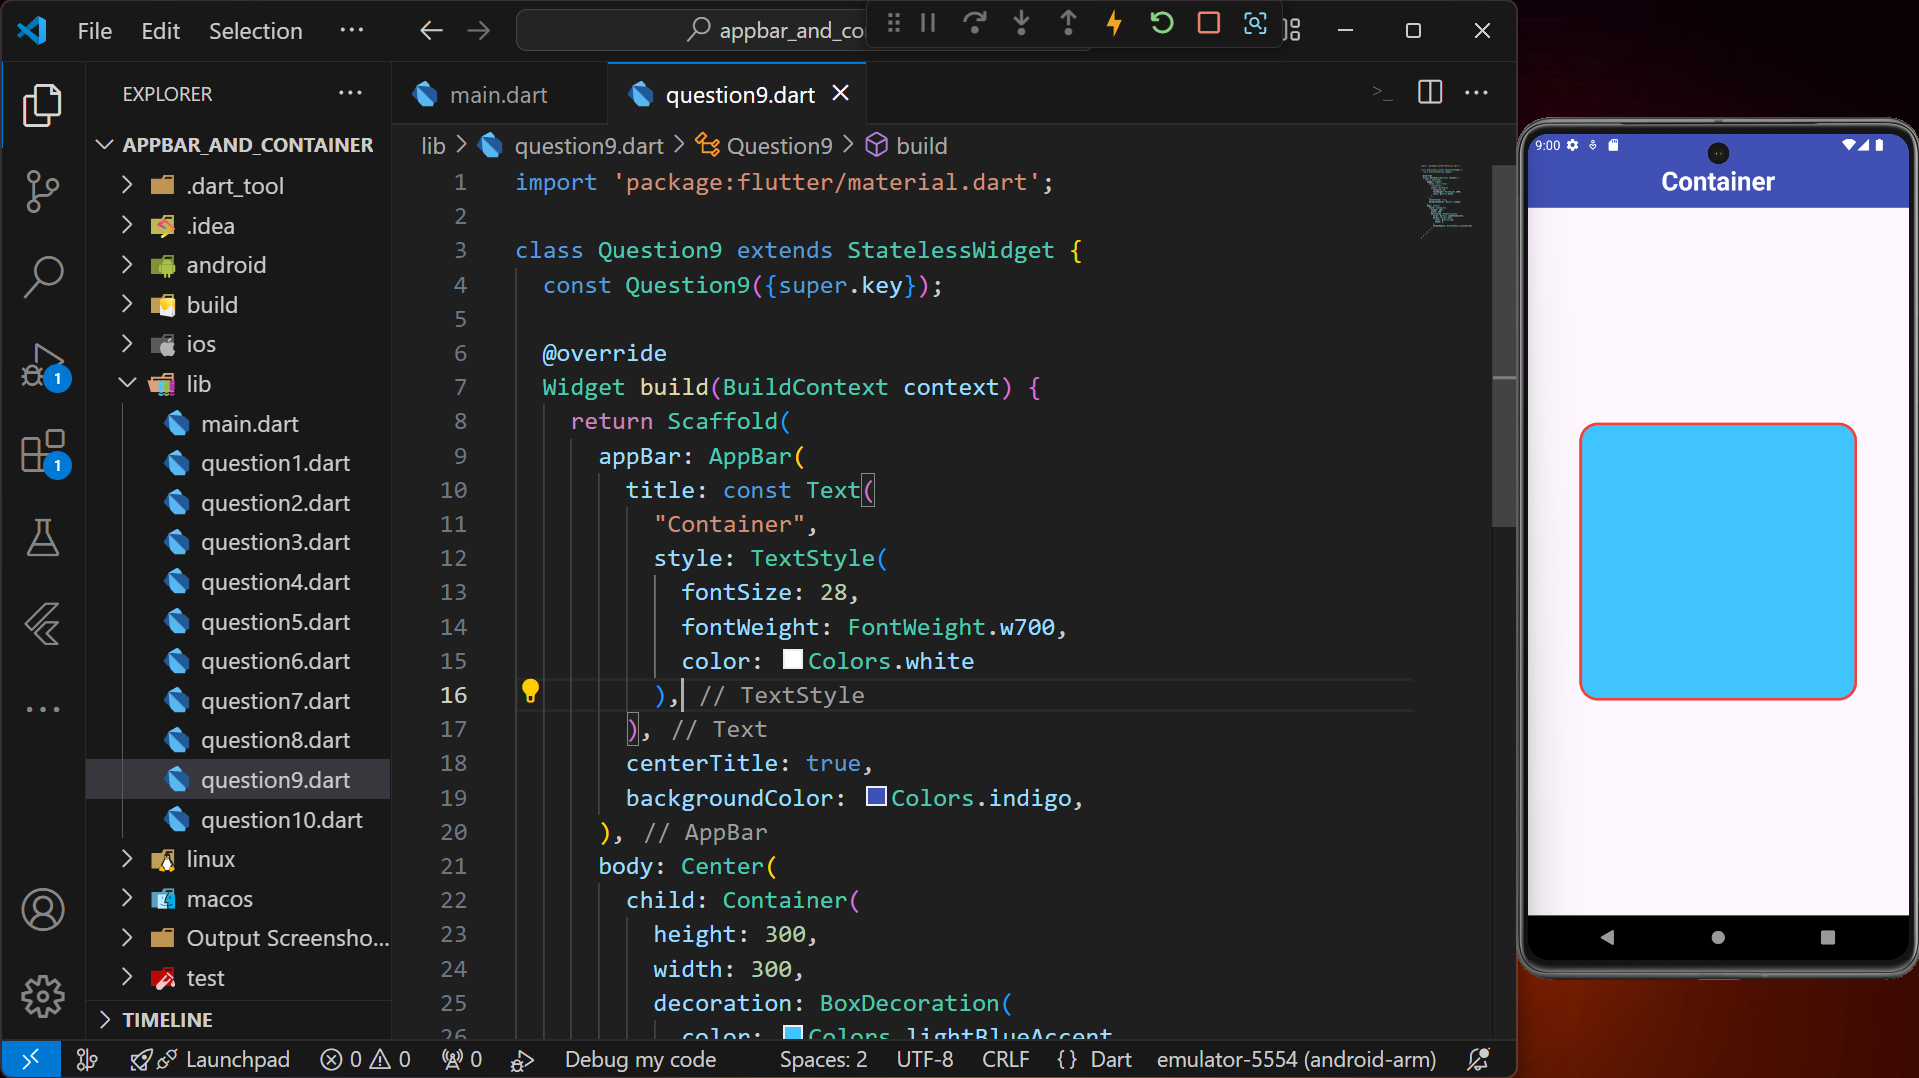 File Edit Selection ···
appbar_and_co
EXPLORER ···
APPBAR_AND_CONTAINER
.dart_tool
.idea
android
build
ios
lib
main.dart
question1.dart
question2.dart
question3.dart
question4.dart
question5.dart
question6.dart
question7.dart
question8.dart
question9.dart
question10.dart
linux
macos
Output Screensho...
test
TIMELINE
1
1
main.dart
question9.dart
lib > question9.dart > Question9 > build
1 import 'package:flutter/material.dart';
2
3 class Question9 extends StatelessWidget {
4 const Question9({super.key});
5
6 @override
7 Widget build(BuildContext context) {
8 return Scaffold(
9 appBar: AppBar(
10 title: const Text(
11 "Container",
12 style: TextStyle(
13 fontSize: 28,
14 fontWeight: FontWeight.w700,
15 color: Colors.white
16 ), // TextStyle
17 ), // Text
18 centerTitle: true,
19 backgroundColor: Colors.indigo,
20 ), // AppBar
21 body: Center(
22 child: Container(
23 height: 300,
24 width: 300,
25 decoration: BoxDecoration(
26 color: Colors.lightBlueAccent
Launchpad 0 0 0 Debug my code Spaces: 2 UTF-8 CRLF {} Dart emulator-5554 (android-arm)
9:00
Container